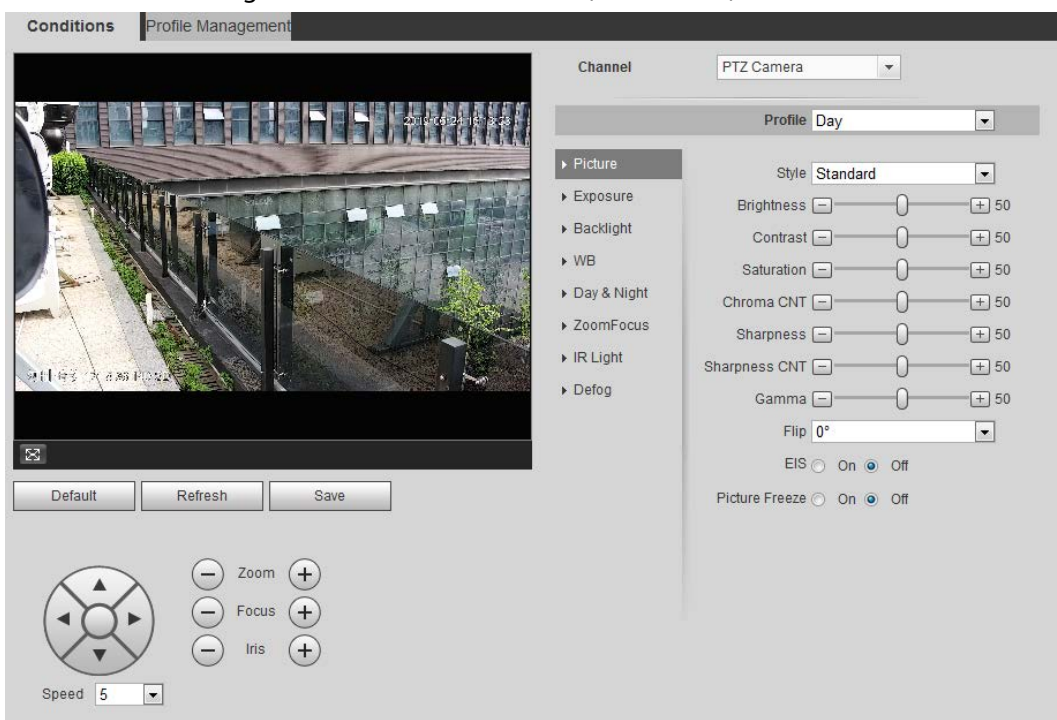 Conditions Profile Management
Channel PTZ Camera
Profile Day
Picture
Exposure
Backlight
WB
Day & Night
ZoomFocus
IR Light
Defog
Style Standard
Brightness 50
Contrast 50
Saturation 50
Chroma CNT 50
Sharpness 50
Sharpness CNT 50
Gamma 50
Flip 0°
EIS On Off
Picture Freeze On Off
Default Refresh Save
Zoom
Focus
Iris
Speed 5